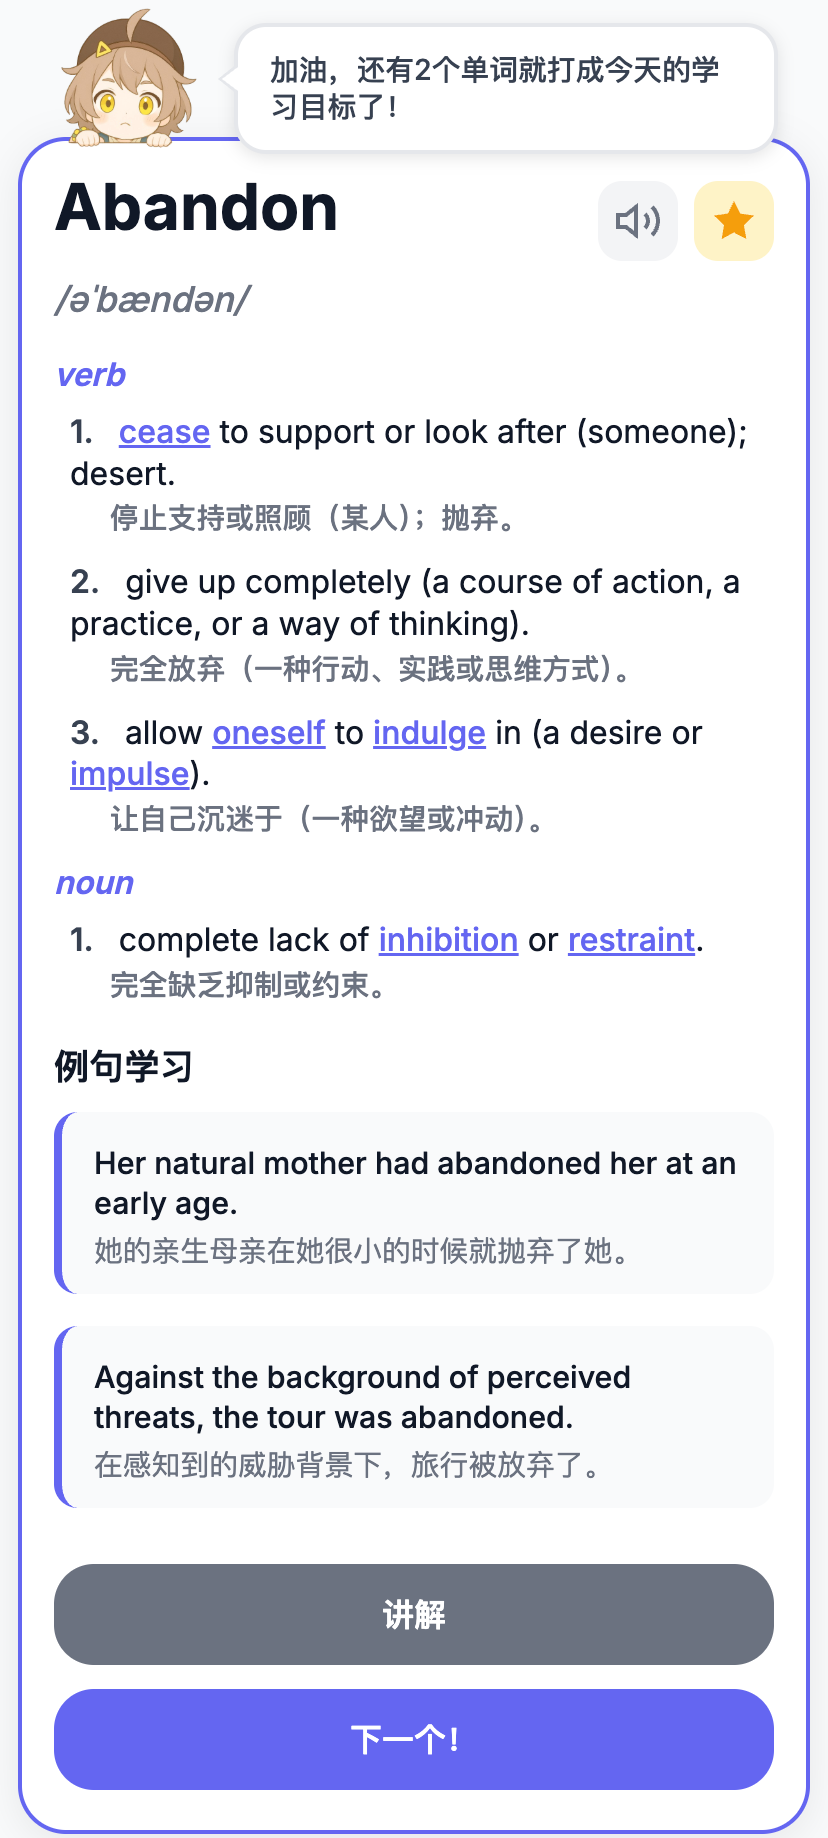 加油，还有2个单词就打成今天的学
习目标了！
Abandon
/ə'bændən/
verb
1. cease to support or look after (someone);
desert.
停止支持或照顾（某人）；抛弃。
2. give up completely (a course of action, a
practice, or a way of thinking).
完全放弃（一种行动、实践或思维方式）。
3. allow oneself to indulge in (a desire or
impulse).
让自己沉迷于（一种欲望或冲动）。
noun
1. complete lack of inhibition or restraint.
完全缺乏抑制或约束。
例句学习
Her natural mother had abandoned her at an
early age.
她的亲生母亲在她很小的时候就抛弃了她。
Against the background of perceived
threats, the tour was abandoned.
在感知到的威胁背景下，旅行被放弃了。
讲解
下一个！